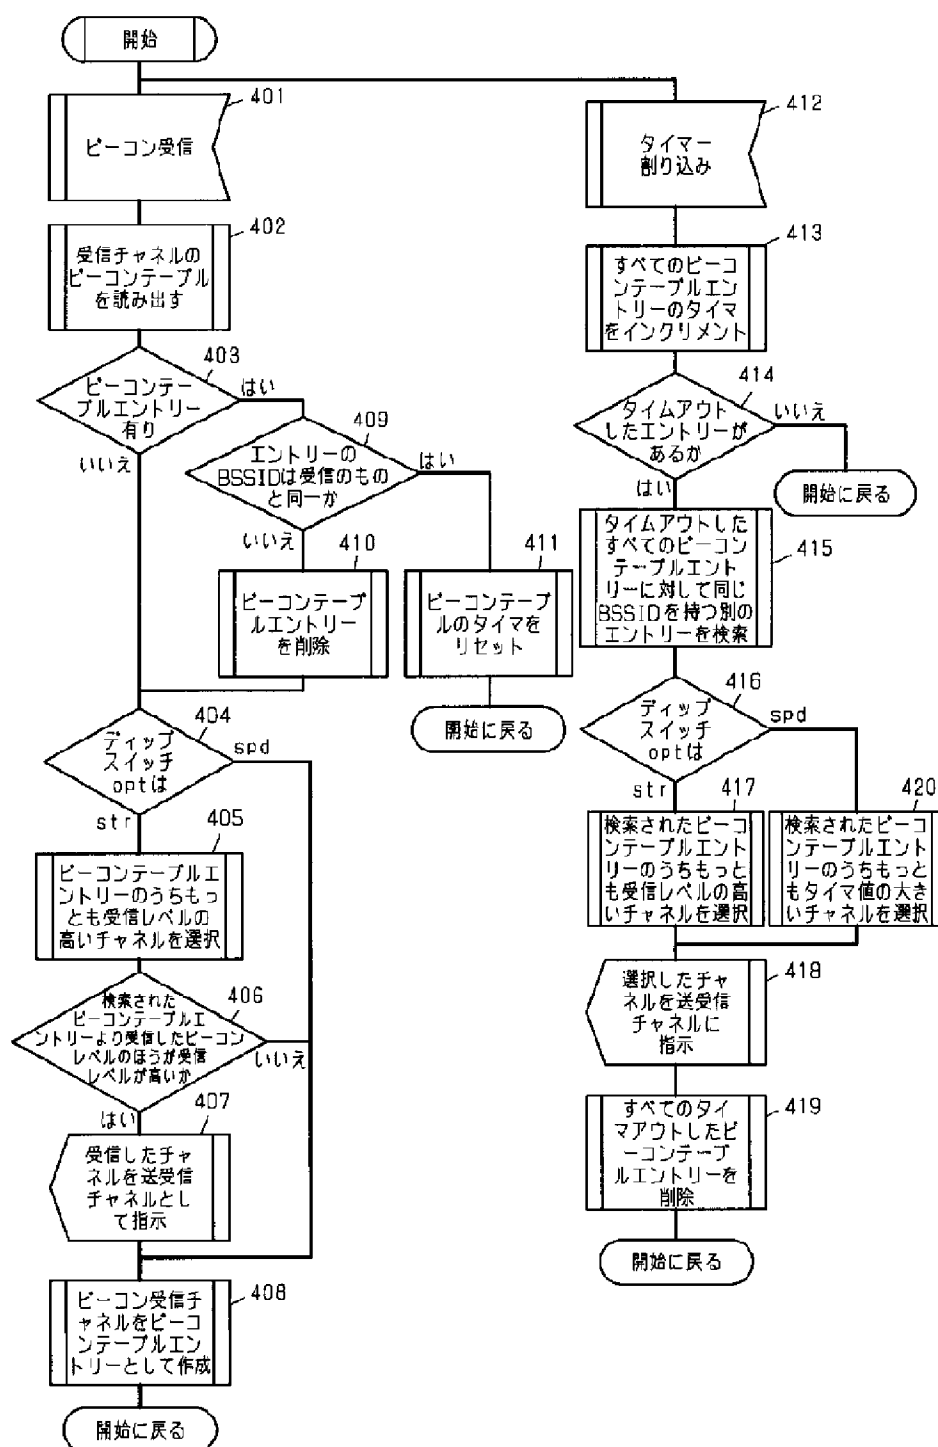 開始
401
ビーコン受信
402
受信チャネルの
ビーコンテーブル
を読み出す
403
ビーコンテー
ブルエントリー
有り
はい
いいえ
409
エントリーの
BSSIDは受信のもの
と同一か
はい
いいえ
410
ビーコンテーブ
ルエントリー
を削除
411
ビーコンテーブ
ルのタイマを
リセット
開始に戻る
404
ディップ
スイッチ
optは
spd
str
405
ビーコンテーブルエ
ントリーのうちもっ
とも受信レベルの
高いチャネルを選択
406
検索された
ビーコンテーブルエ
ントリーより受信したビーコン
レベルのほうが受信
レベルが高いか
いいえ
はい
407
受信したチャ
ネルを送受信
チャネルとし
て指示
408
ビーコン受信チ
ャネルをビーコ
ンテーブルエン
トリーとして作成
開始に戻る
412
タイマー
割り込み
413
すべてのビーコ
ンテーブルエン
トリーのタイマ
をインクリメント
414
タイムアウト
したエントリーが
あるか
いいえ
開始に戻る
はい
415
タイムアウトした
すべてのビーコン
テーブルエント
リーに対して同じ
BSSIDを持つ別の
エントリーを検索
416
ディップ
スイッチ
optは
spd
str
417
検索されたビーコ
ンテーブルエント
リーのうちもっと
も受信レベルの高
いチャネルを選択
420
検索されたビーコ
ンテーブルエント
リーのうちもっと
もタイマ値の大き
いチャネルを選択
418
選択したチャ
ネルを送受信
チャネルに
指示
419
すべてのタイ
マアウトしたビ
ーコンテーブ
ルエントリーを
削除
開始に戻る